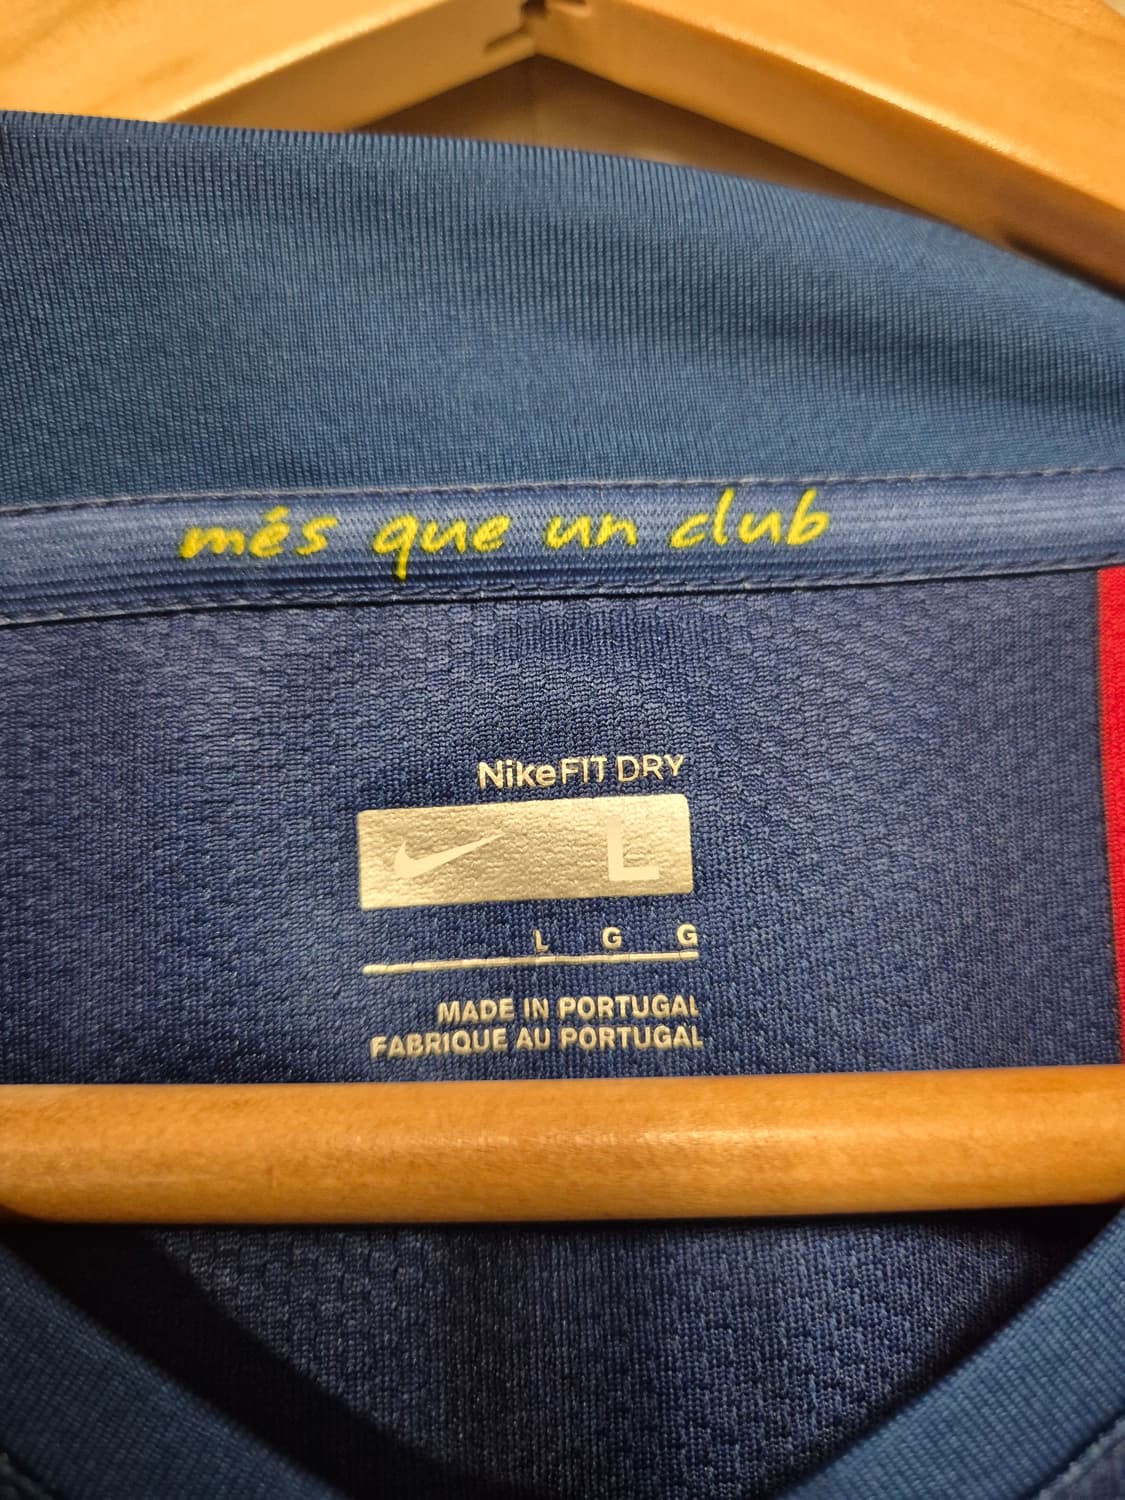 més que un club
NikeFIT DRY
L
L G G
MADE IN PORTUGAL
FABRIQUE AU PORTUGAL